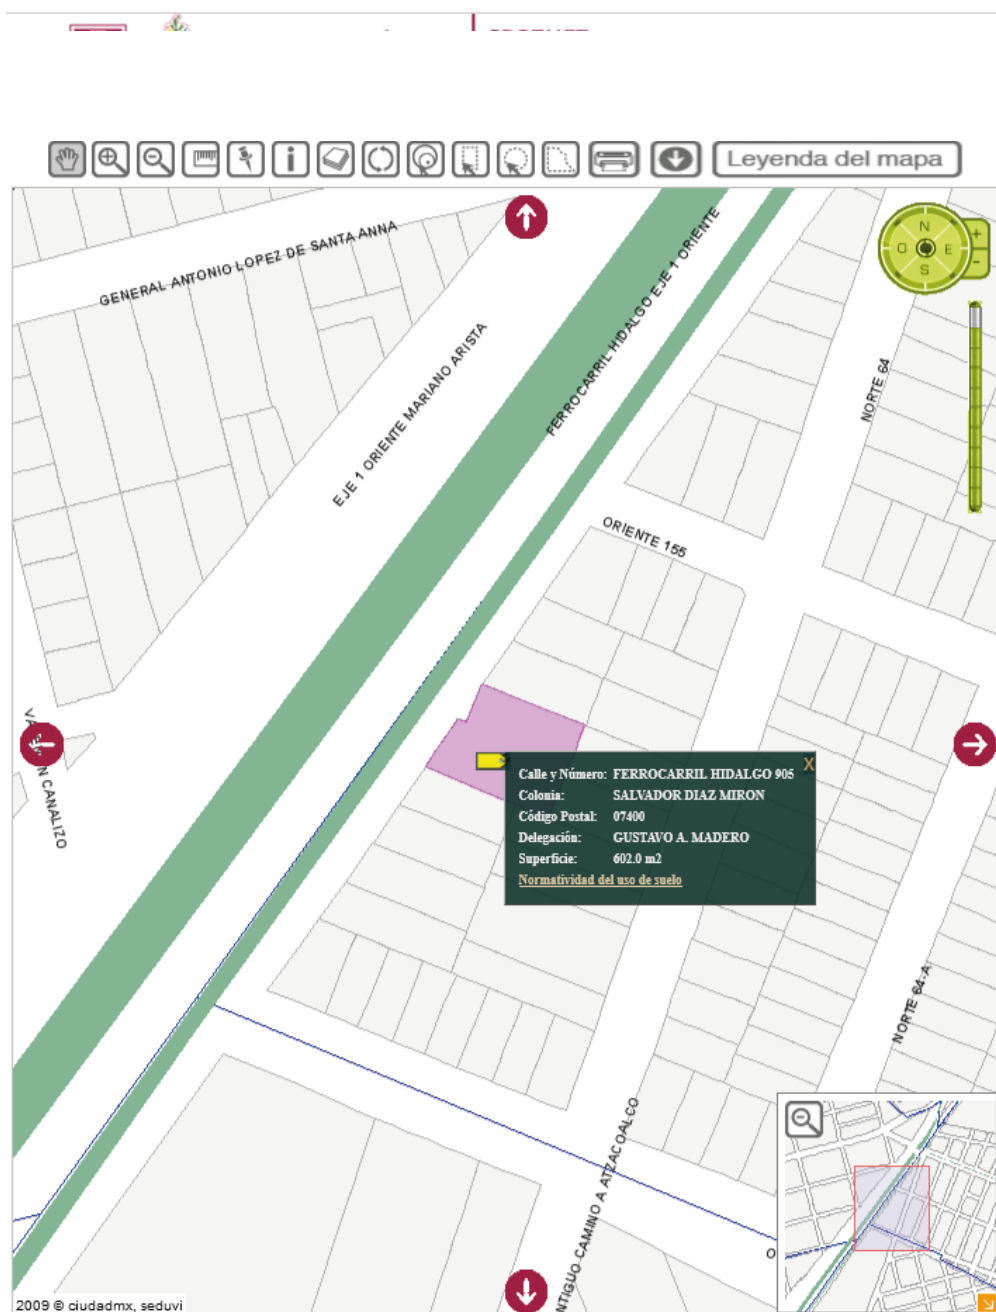 Leyenda del mapa
GENERAL ANTONIO LOPEZ DE SANTA ANNA
EJE 1 ORIENTE MARIANO ARISTA
FERROCARRIL HIDALGO EJE 1 ORIENTE
N
O
E
S
+
-
NORTE 64
ORIENTE 155
CANALIZO
X
Calle y Número: FERROCARRIL HIDALGO 905
Colonia: SALVADOR DIAZ MIRON
Código Postal: 07400
Delegación: GUSTAVO A. MADERO
Superficie: 602.0 m2
Normatividad del uso de suelo
NORTE 64-A
NTIGUO CAMINO A ATZACOALCO
O
2009 © ciudadmx, seduvi